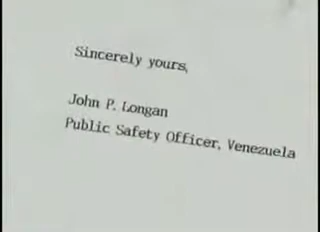 Sincerely yours,
John P. Longan
Public Safety Officer, Venezuela